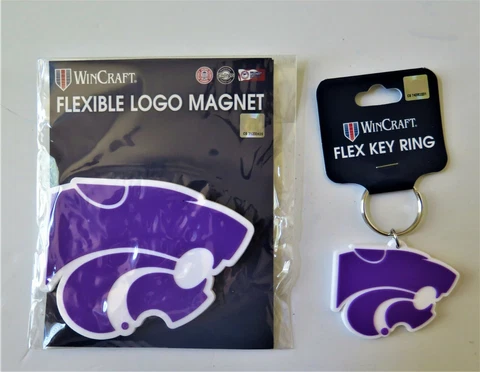 WINCRAFT
FLEXIBLE LOGO MAGNET
WINCRAFT
FLEX KEY RING